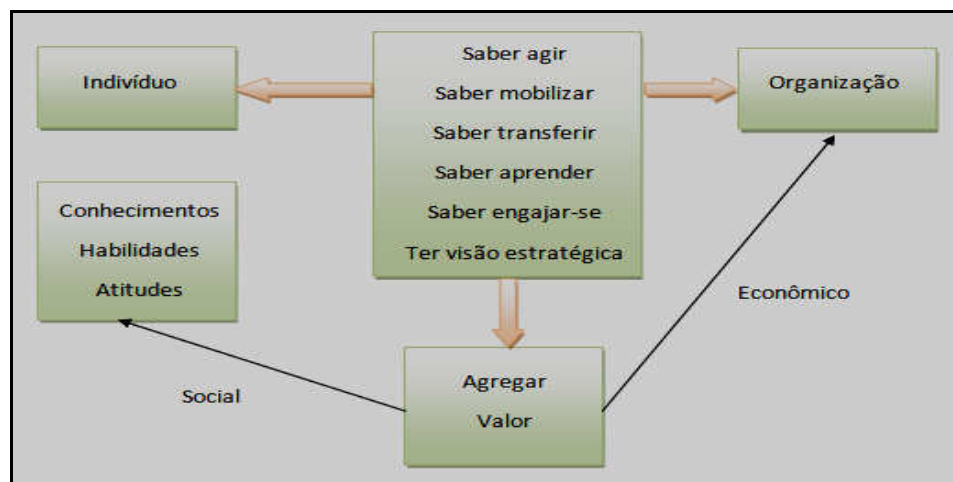 Indivíduo
Saber agir
Saber mobilizar
Saber transferir
Saber aprender
Saber engajar-se
Ter visão estratégica
Organização
Conhecimentos
Habilidades
Atitudes
Econômico
Social
Agregar
Valor